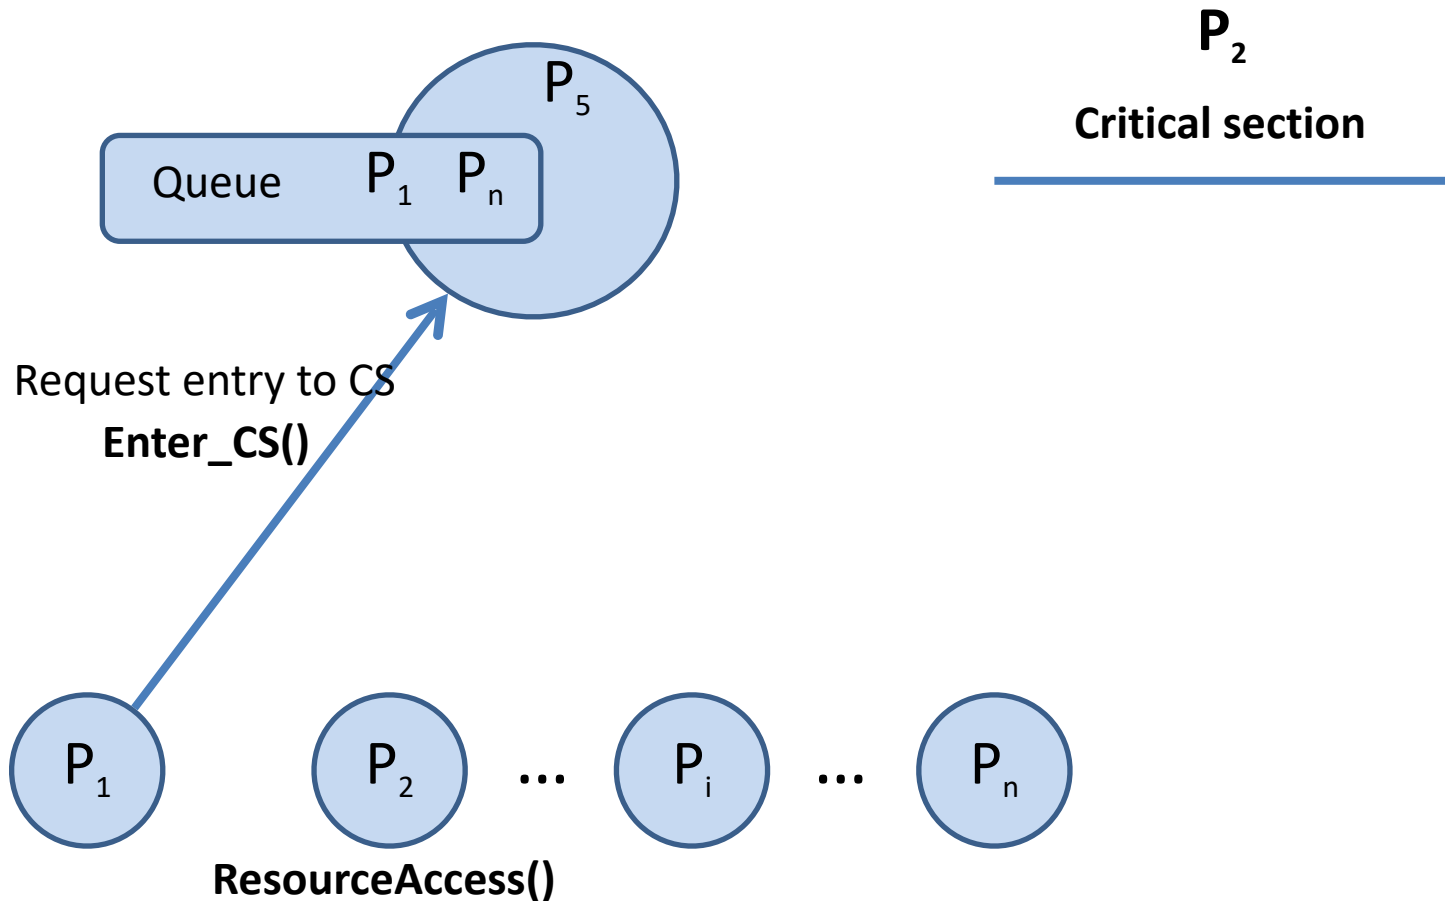 P₂
P₅
Critical section
Queue P₁ Pₙ
Request entry to CS
Enter_CS()
P₁ P₂ ... Pᵢ ... Pₙ
ResourceAccess()